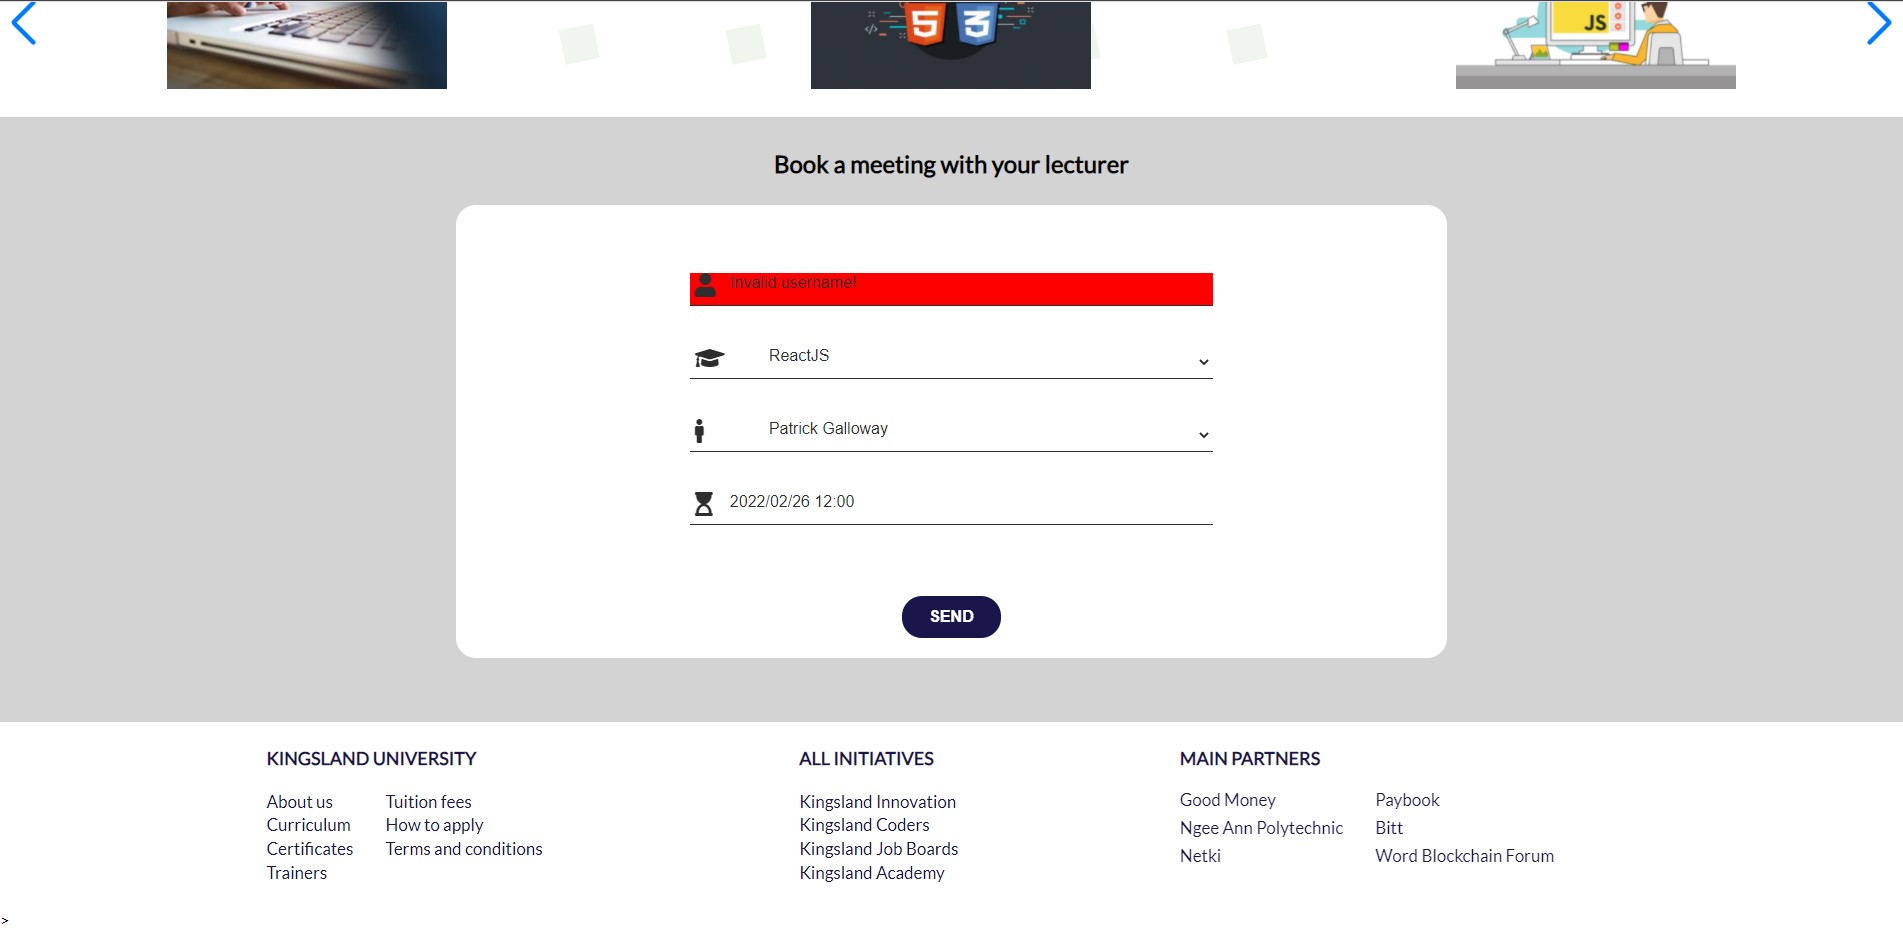 5 3
JS
Book a meeting with your lecturer
Invalid username!
ReactJS
Patrick Galloway
2022/02/26 12:00
SEND
KINGSLAND UNIVERSITY
About us Tuition fees
Curriculum How to apply
Certificates Terms and conditions
Trainers
ALL INITIATIVES
Kingsland Innovation
Kingsland Coders
Kingsland Job Boards
Kingsland Academy
MAIN PARTNERS
Good Money Paybook
Ngee Ann Polytechnic Bitt
Netki Word Blockchain Forum
>